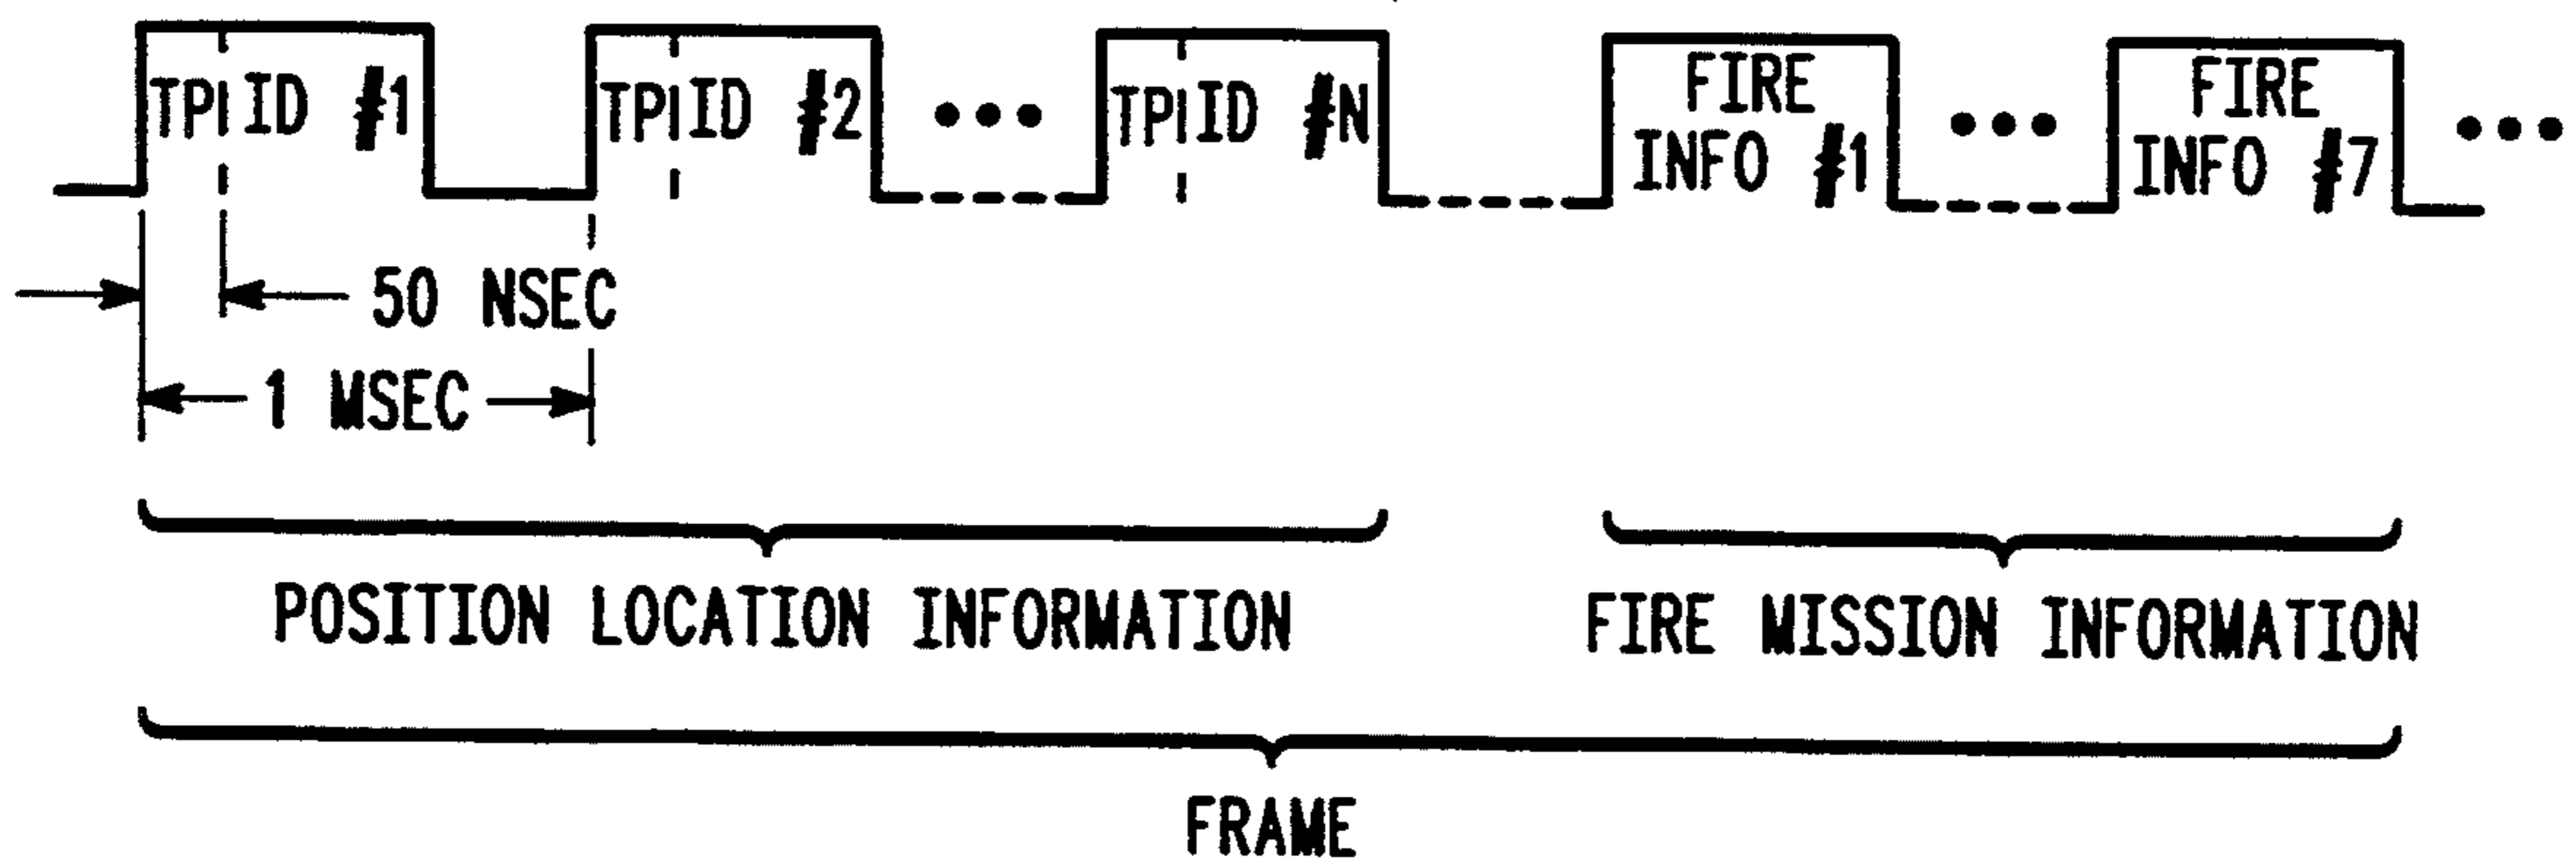 TP ID #1
TP ID #2
TP ID #N
FIRE
INFO #1
FIRE
INFO #7
50 NSEC
1 MSEC
POSITION LOCATION INFORMATION
FIRE MISSION INFORMATION
FRAME